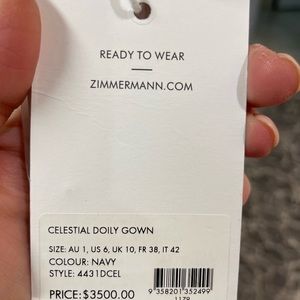 READY TO WEAR
ZIMMERMANN.COM
CELESTIAL DOILY GOWN
SIZE: AU 1, US 6, UK 10, FR 38, IT 42
COLOUR: NAVY
STYLE: 4431DCEL
PRICE: $3500.00
9 358201 352499
1179